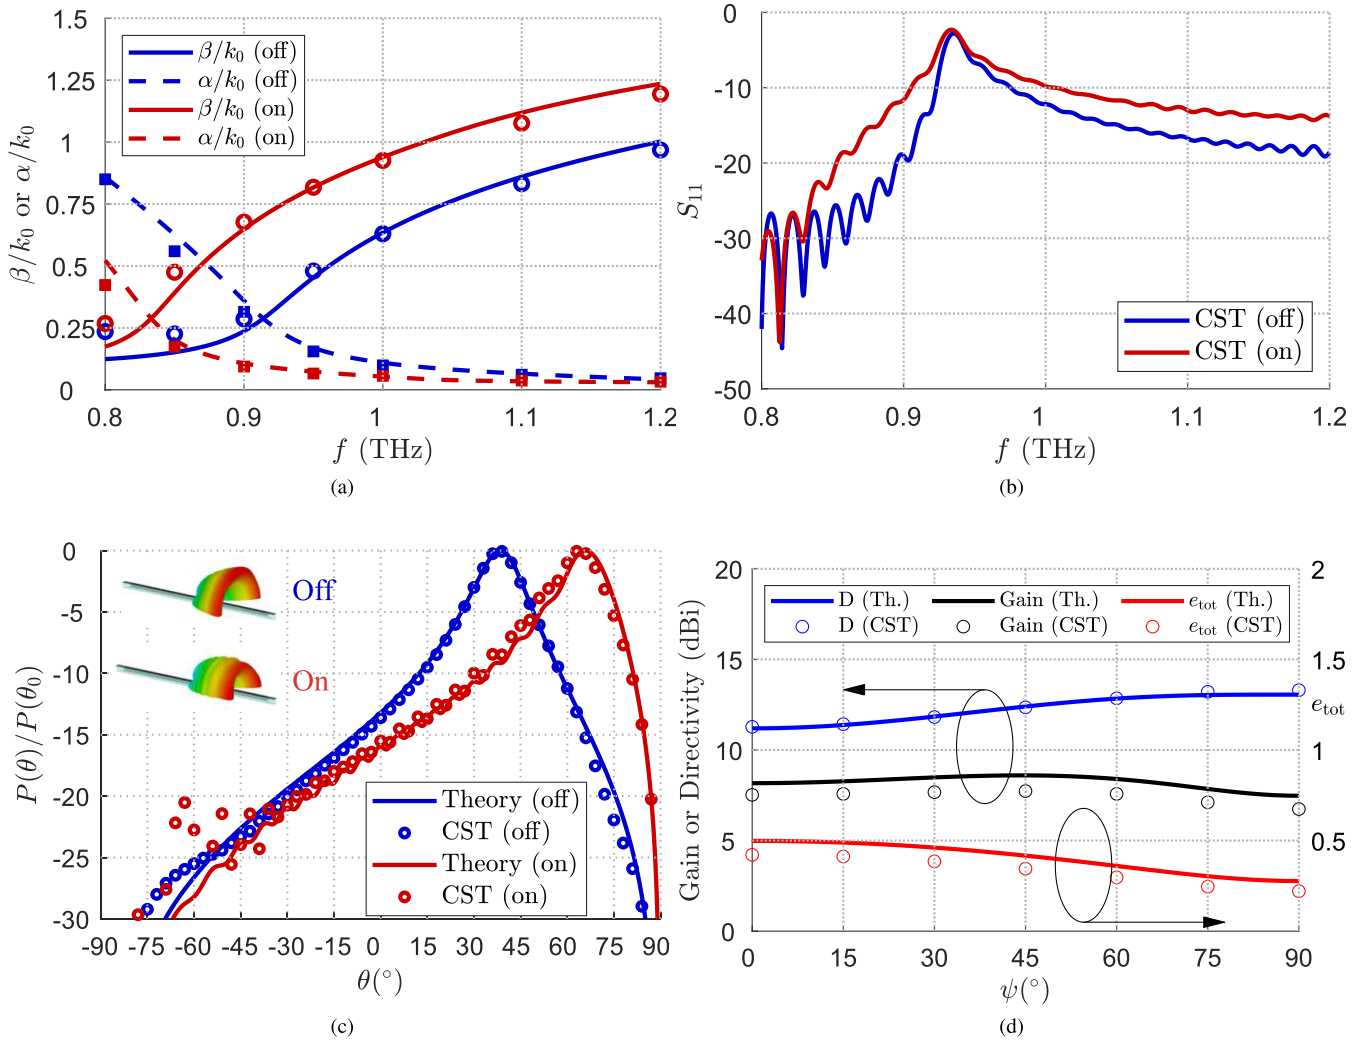 1.5
1.25
1
0.75
0.5
0.25
0
β/k₀ or α/k₀
β/k₀ (off)
α/k₀ (off)
β/k₀ (on)
α/k₀ (on)
0.8 0.9 1 1.1 1.2
f (THz)
(a)
0
-10
-20
-30
-40
-50
S₁₁
CST (off)
CST (on)
0.8 0.9 1 1.1 1.2
f (THz)
(b)
0
-5
-10
-15
-20
-25
-30
P(θ)/P(θ₀)
Off
On
Theory (off)
CST (off)
Theory (on)
CST (on)
-90 -75 -60 -45 -30 -15 0 15 30 45 60 75 90
θ(°)
(c)
20
15
10
5
0
Gain or Directivity (dBi)
D (Th.) Gain (Th.) e_tot (Th.)
D (CST) Gain (CST) e_tot (CST)
2
1.5
e_tot
1
0.5
0
0 15 30 45 60 75 90
ψ(°)
(d)